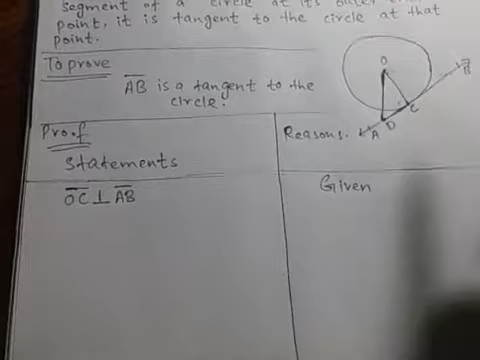 segment of a circle at its outer end
point, it is tangent to the circle at that
point.
To prove
AB is a tangent to the
circle.
O
B
C
D
A
Proof
Reasons.
Statements
OC ⊥ AB
Given